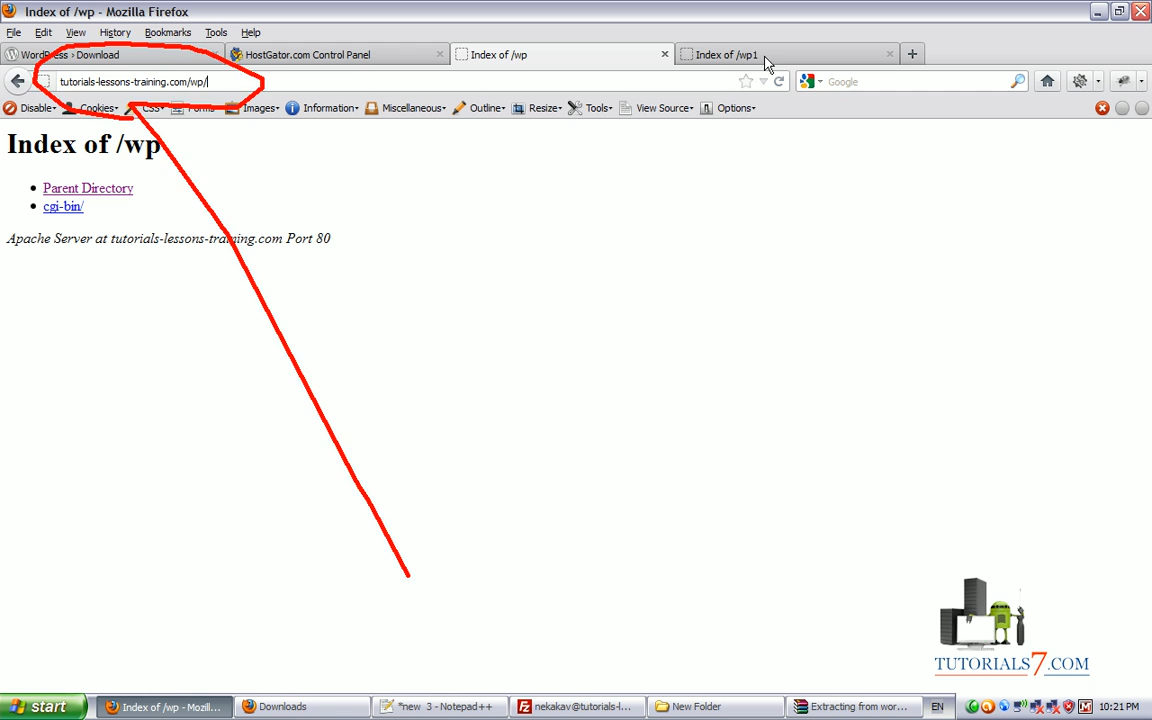 Index of /wp - Mozilla Firefox
File Edit View History Bookmarks Tools Help
WordPress › Download
HostGator.com Control Panel
Index of /wp
Index of /wp1
tutorials-lessons-training.com/wp/
Google
Disable Cookies CSS Forms Images Information Miscellaneous Outline Resize Tools View Source Options
Index of /wp
Parent Directory
cgi-bin/
Apache Server at tutorials-lessons-training.com Port 80
TUTORIALS7.COM
start
Index of /wp - Mozill...
Downloads
*new 3 - Notepad++
nekakav@tutorials-l...
New Folder
Extracting from wor...
EN
10:21 PM